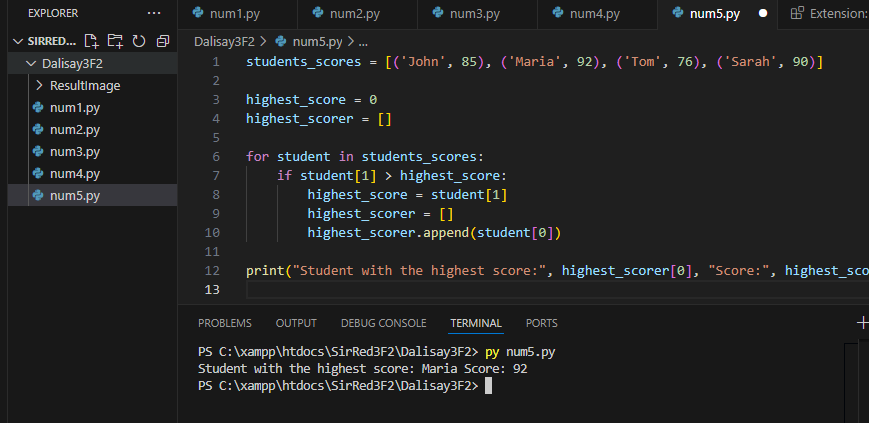 EXPLORER ...
num1.py num2.py num3.py num4.py num5.py Extension:
SIRRED...
Dalisay3F2 > num5.py > ...
Dalisay3F2
ResultImage
num1.py
num2.py
num3.py
num4.py
num5.py
1 students_scores = [('John', 85), ('Maria', 92), ('Tom', 76), ('Sarah', 90)]
2
3 highest_score = 0
4 highest_scorer = []
5
6 for student in students_scores:
7 if student[1] > highest_score:
8 highest_score = student[1]
9 highest_scorer = []
10 highest_scorer.append(student[0])
11
12 print("Student with the highest score:", highest_scorer[0], "Score:", highest_sco
13
PROBLEMS OUTPUT DEBUG CONSOLE TERMINAL PORTS
PS C:\xampp\htdocs\SirRed3F2\Dalisay3F2> py num5.py
Student with the highest score: Maria Score: 92
PS C:\xampp\htdocs\SirRed3F2\Dalisay3F2>